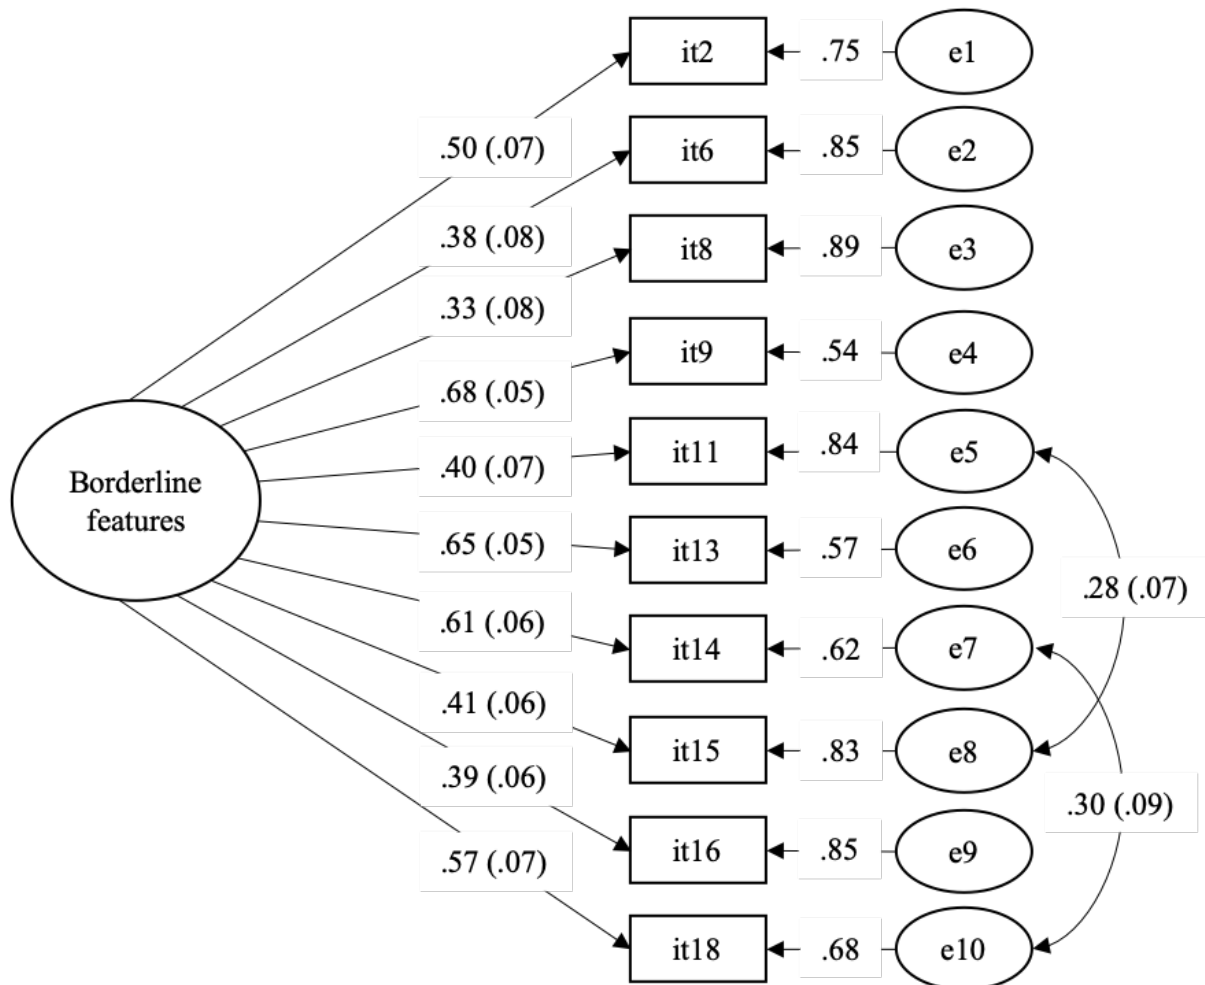 it2
.75
e1
.50 (.07)
it6
.85
e2
.38 (.08)
it8
.89
e3
.33 (.08)
it9
.54
e4
.68 (.05)
it11
.84
e5
.40 (.07)
Borderline
features
it13
.57
e6
.65 (.05)
.28 (.07)
it14
.62
e7
.61 (.06)
it15
.83
e8
.41 (.06)
.39 (.06)
.30 (.09)
it16
.85
e9
.57 (.07)
it18
.68
e10